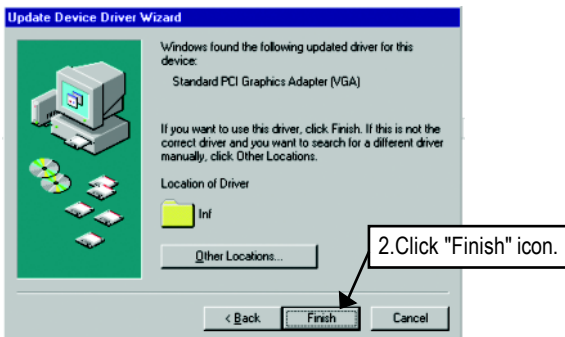 Update Device Driver Wizard
Windows found the following updated driver for this
device:
Standard PCI Graphics Adapter (VGA)
If you want to use this driver, click Finish. If this is not the
correct driver and you want to search for a different driver
manually, click Other Locations.
Location of Driver
Inf
Other Locations...
2.Click "Finish" icon.
< Back
Finish
Cancel